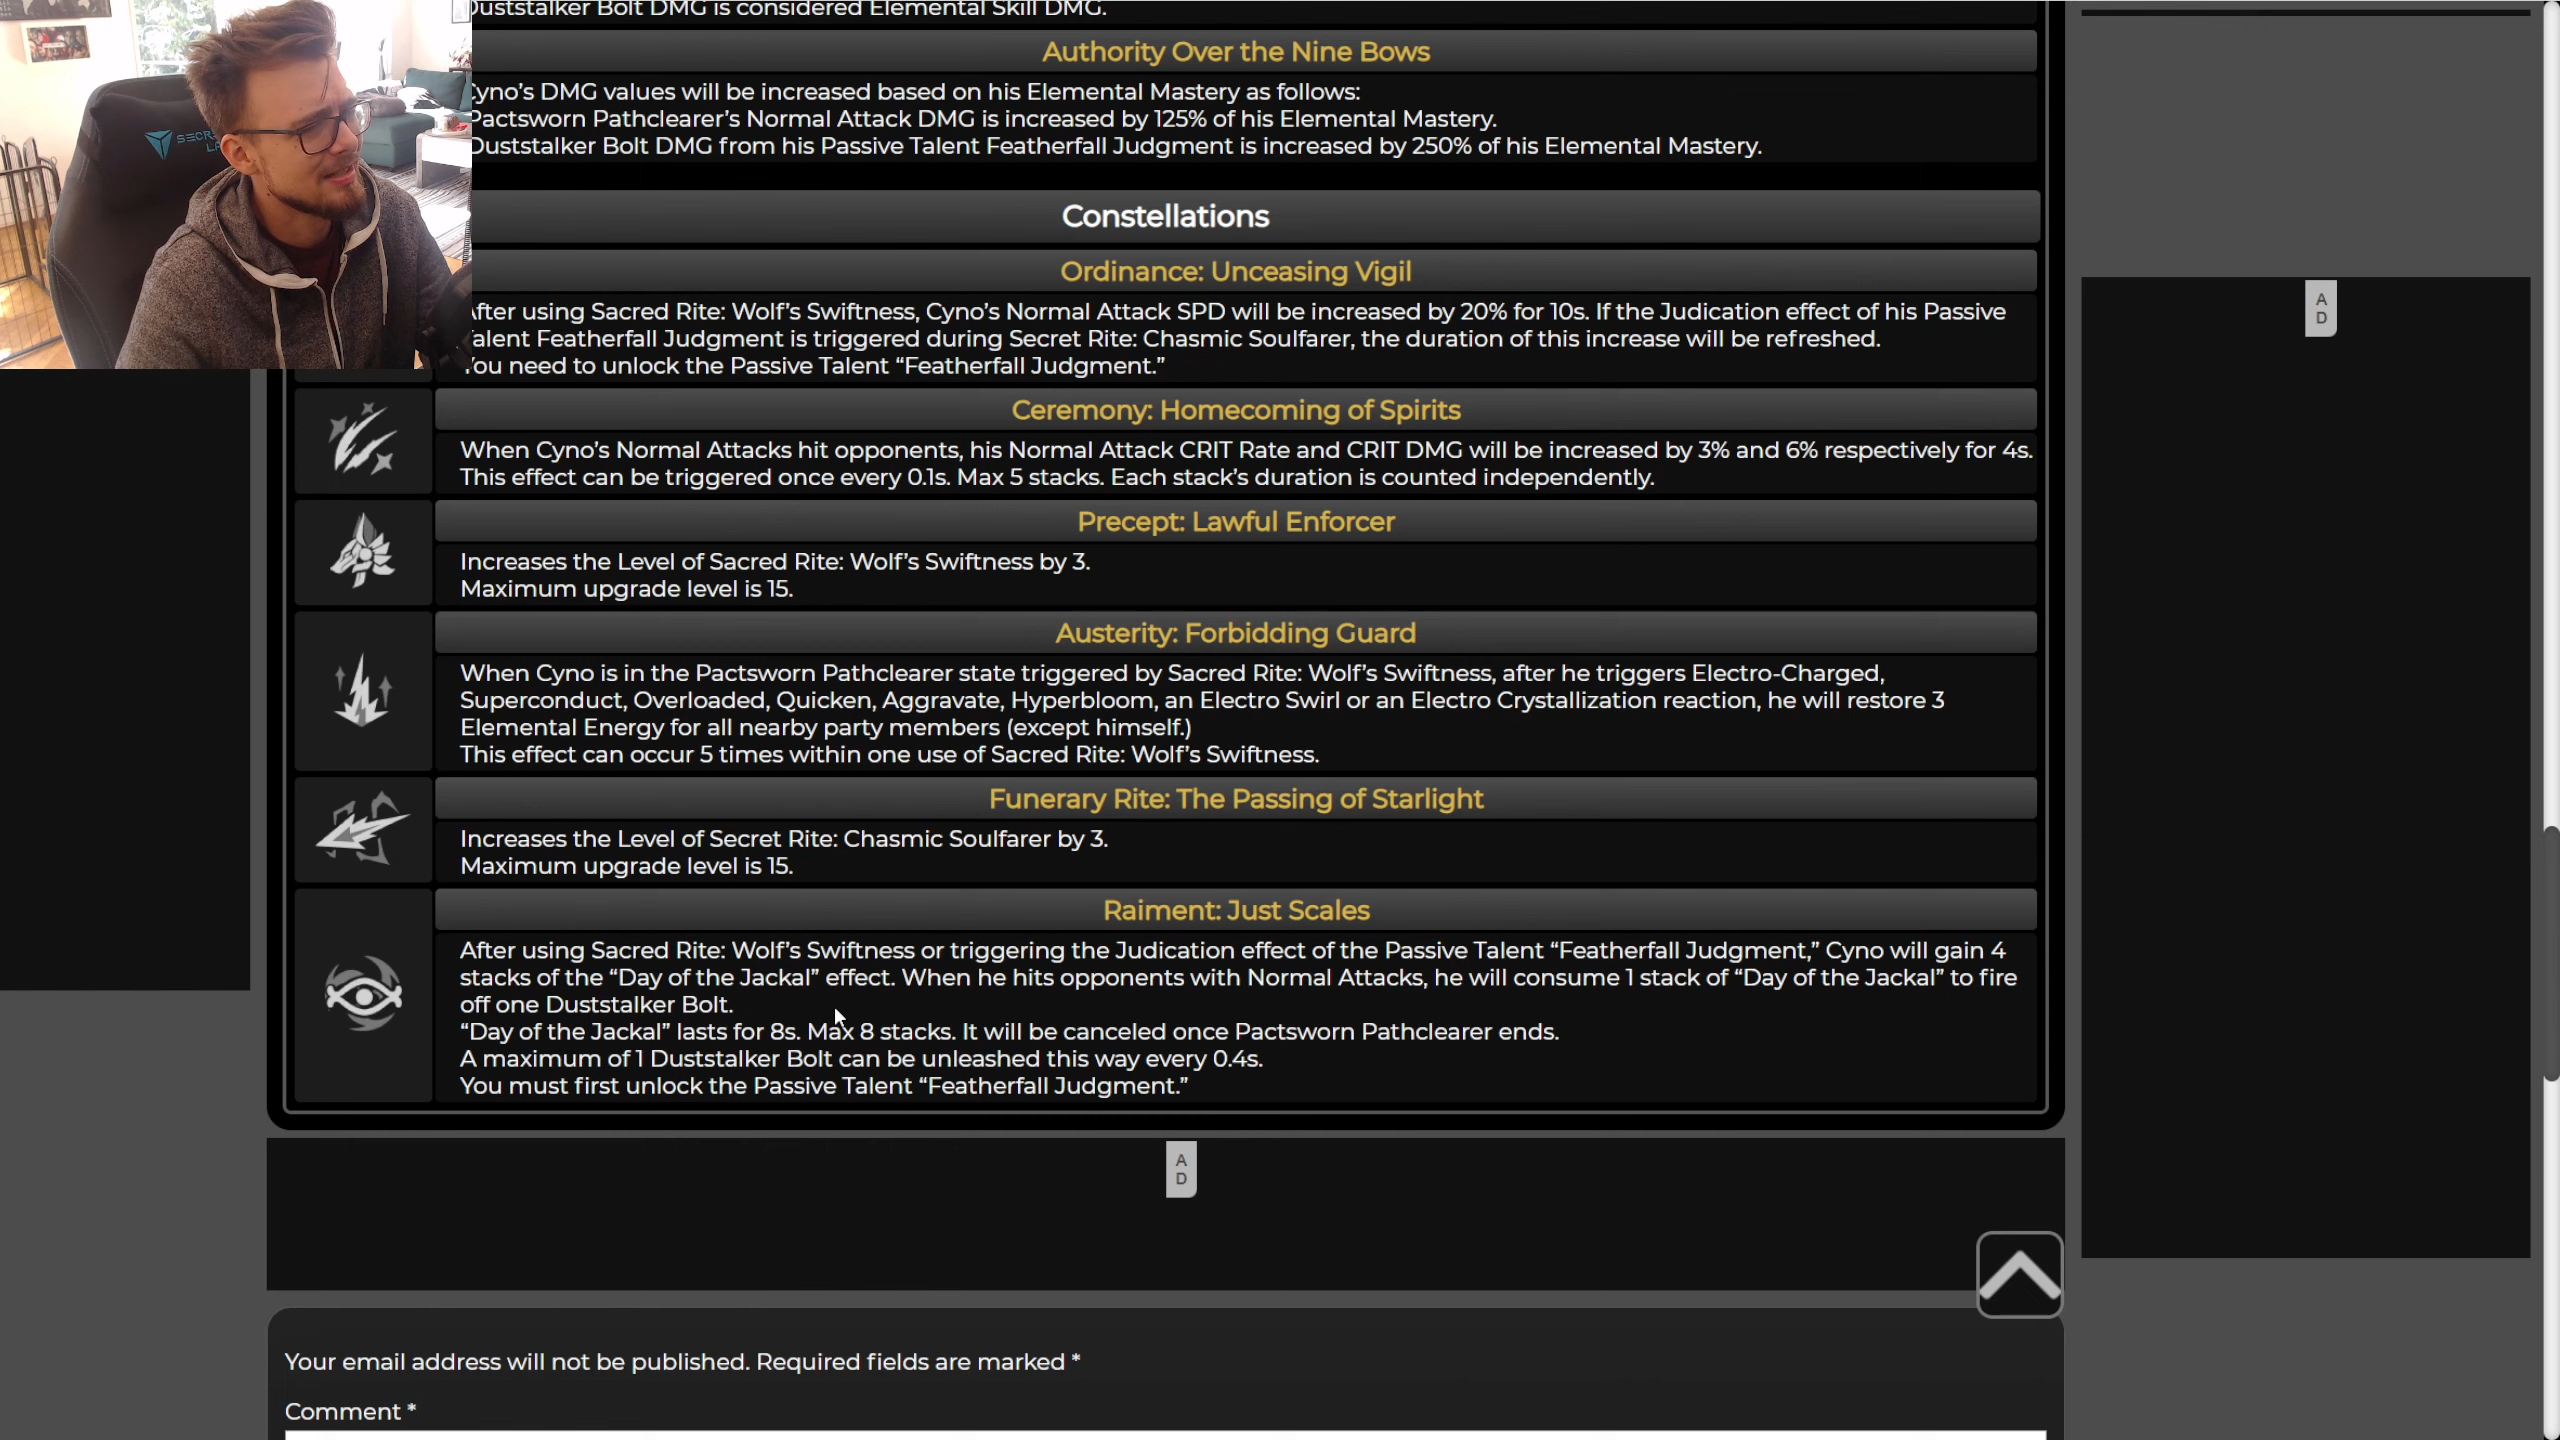 Duststalker Bolt DMG is considered Elemental Skill DMG.
Authority Over the Nine Bows
Cyno’s DMG values will be increased based on his Elemental Mastery as follows:
Pactsworn Pathclearer’s Normal Attack DMG is increased by 125% of his Elemental Mastery.
Duststalker Bolt DMG from his Passive Talent Featherfall Judgment is increased by 250% of his Elemental Mastery.
Constellations
Ordinance: Unceasing Vigil
After using Sacred Rite: Wolf’s Swiftness, Cyno’s Normal Attack SPD will be increased by 20% for 10s. If the Judication effect of his Passive
Talent Featherfall Judgment is triggered during Secret Rite: Chasmic Soulfarer, the duration of this increase will be refreshed.
You need to unlock the Passive Talent “Featherfall Judgment.”
Ceremony: Homecoming of Spirits
When Cyno’s Normal Attacks hit opponents, his Normal Attack CRIT Rate and CRIT DMG will be increased by 3% and 6% respectively for 4s.
This effect can be triggered once every 0.1s. Max 5 stacks. Each stack’s duration is counted independently.
Precept: Lawful Enforcer
Increases the Level of Sacred Rite: Wolf’s Swiftness by 3.
Maximum upgrade level is 15.
Austerity: Forbidding Guard
When Cyno is in the Pactsworn Pathclearer state triggered by Sacred Rite: Wolf’s Swiftness, after he triggers Electro-Charged,
Superconduct, Overloaded, Quicken, Aggravate, Hyperbloom, an Electro Swirl or an Electro Crystallization reaction, he will restore 3
Elemental Energy for all nearby party members (except himself.)
This effect can occur 5 times within one use of Sacred Rite: Wolf’s Swiftness.
Funerary Rite: The Passing of Starlight
Increases the Level of Secret Rite: Chasmic Soulfarer by 3.
Maximum upgrade level is 15.
Raiment: Just Scales
After using Sacred Rite: Wolf’s Swiftness or triggering the Judication effect of the Passive Talent “Featherfall Judgment,” Cyno will gain 4
stacks of the “Day of the Jackal” effect. When he hits opponents with Normal Attacks, he will consume 1 stack of “Day of the Jackal” to fire
off one Duststalker Bolt.
“Day of the Jackal” lasts for 8s. Max 8 stacks. It will be canceled once Pactsworn Pathclearer ends.
A maximum of 1 Duststalker Bolt can be unleashed this way every 0.4s.
You must first unlock the Passive Talent “Featherfall Judgment.”
A
D
A
D
Your email address will not be published. Required fields are marked *
Comment *